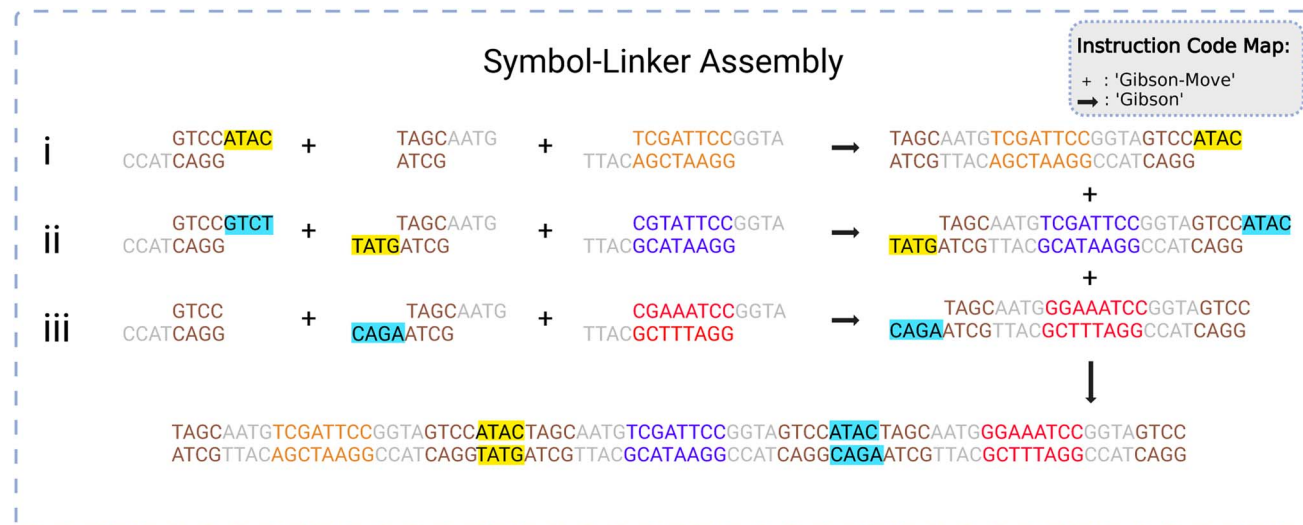 Symbol-Linker Assembly
Instruction Code Map:
+ : 'Gibson-Move'
➡ : 'Gibson'
i
GTCCATAC + TAGCAATG + TCGATTCCGGTA ➡ TAGCAATGTCGATTCCGGTAGTCCATAC
CCATCAGG ATCG TTACAGCTAAGG ATCGTTACAGCTAAGGCCATCAGG
+
ii
GTCCGTCT + TAGCAATG + CGTATTCCGGTA ➡ TAGCAATGTCGATTCCGGTAGTCCATAC
CCATCAGG TATGATCG TTACGCATAAGG TATGATCGTTACGCATAAGGCCATCAGG
+
iii
GTCC + TAGCAATG + CGAAATCCGGTA ➡ TAGCAATGGGAAATCCGGTAGTCC
CCATCAGG CAGAATCG TTACGCTTTAGG CAGAATCGTTACGCTTTAGGCCATCAGG
TAGCAATGTCGATTCCGGTAGTCCATACTAGCAATGTCGATTCCGGTAGTCCATACTAGCAATGGGAAATCCGGTAGTCC
ATCGTTACAGCTAAGGCCATCAGGTATGATCGTTACGCATAAGGCCATCAGGCAGAATCGTTACGCTTTAGGCCATCAGG